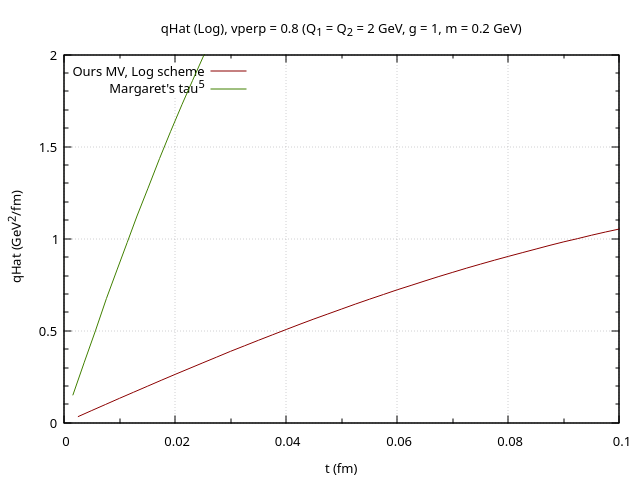 qHat (Log), vperp = 0.8 (Q₁ = Q₂ = 2 GeV, g = 1, m = 0.2 GeV)
Ours MV, Log scheme
Margaret's tau⁵
2
1.5
1
0.5
0
qHat (GeV²/fm)
0 0.02 0.04 0.06 0.08 0.1
t (fm)